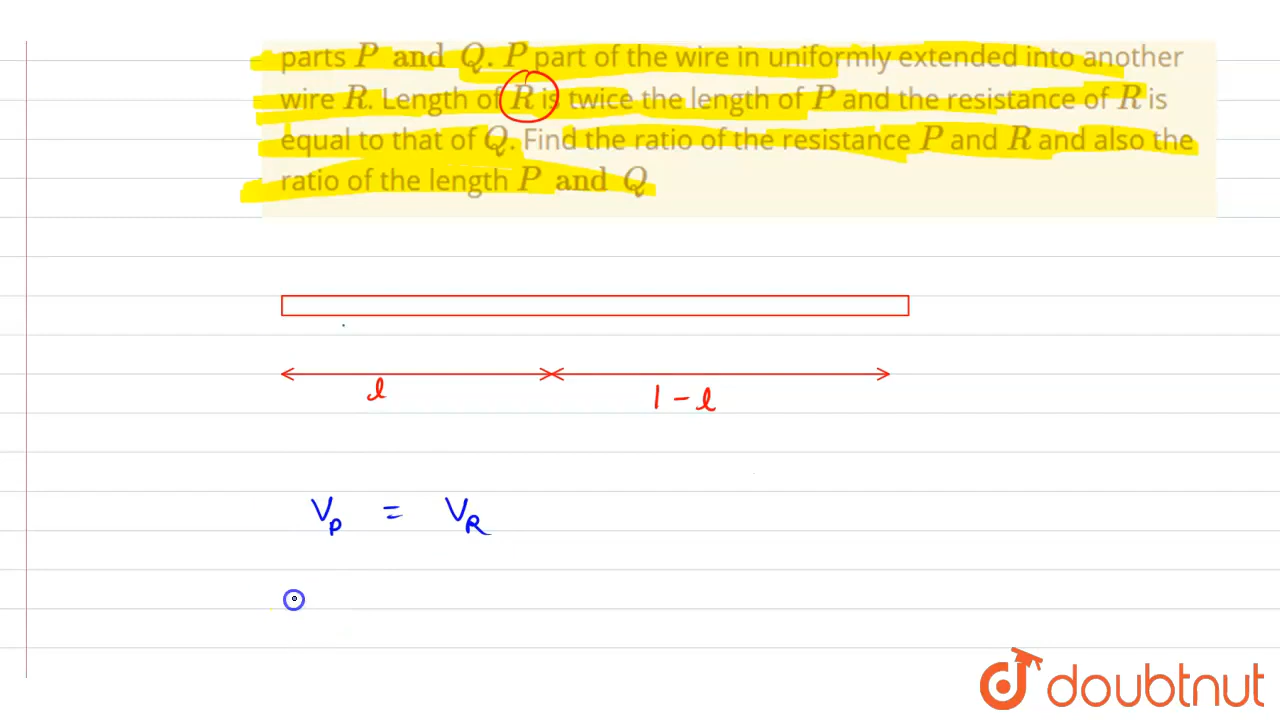 parts P and Q. P part of the wire in uniformly extended into another
wire R. Length of R is twice the length of P and the resistance of R is
equal to that of Q. Find the ratio of the resistance P and R and also the
ratio of the length P and Q
l
1 - l
V_P = V_R
doubtnut